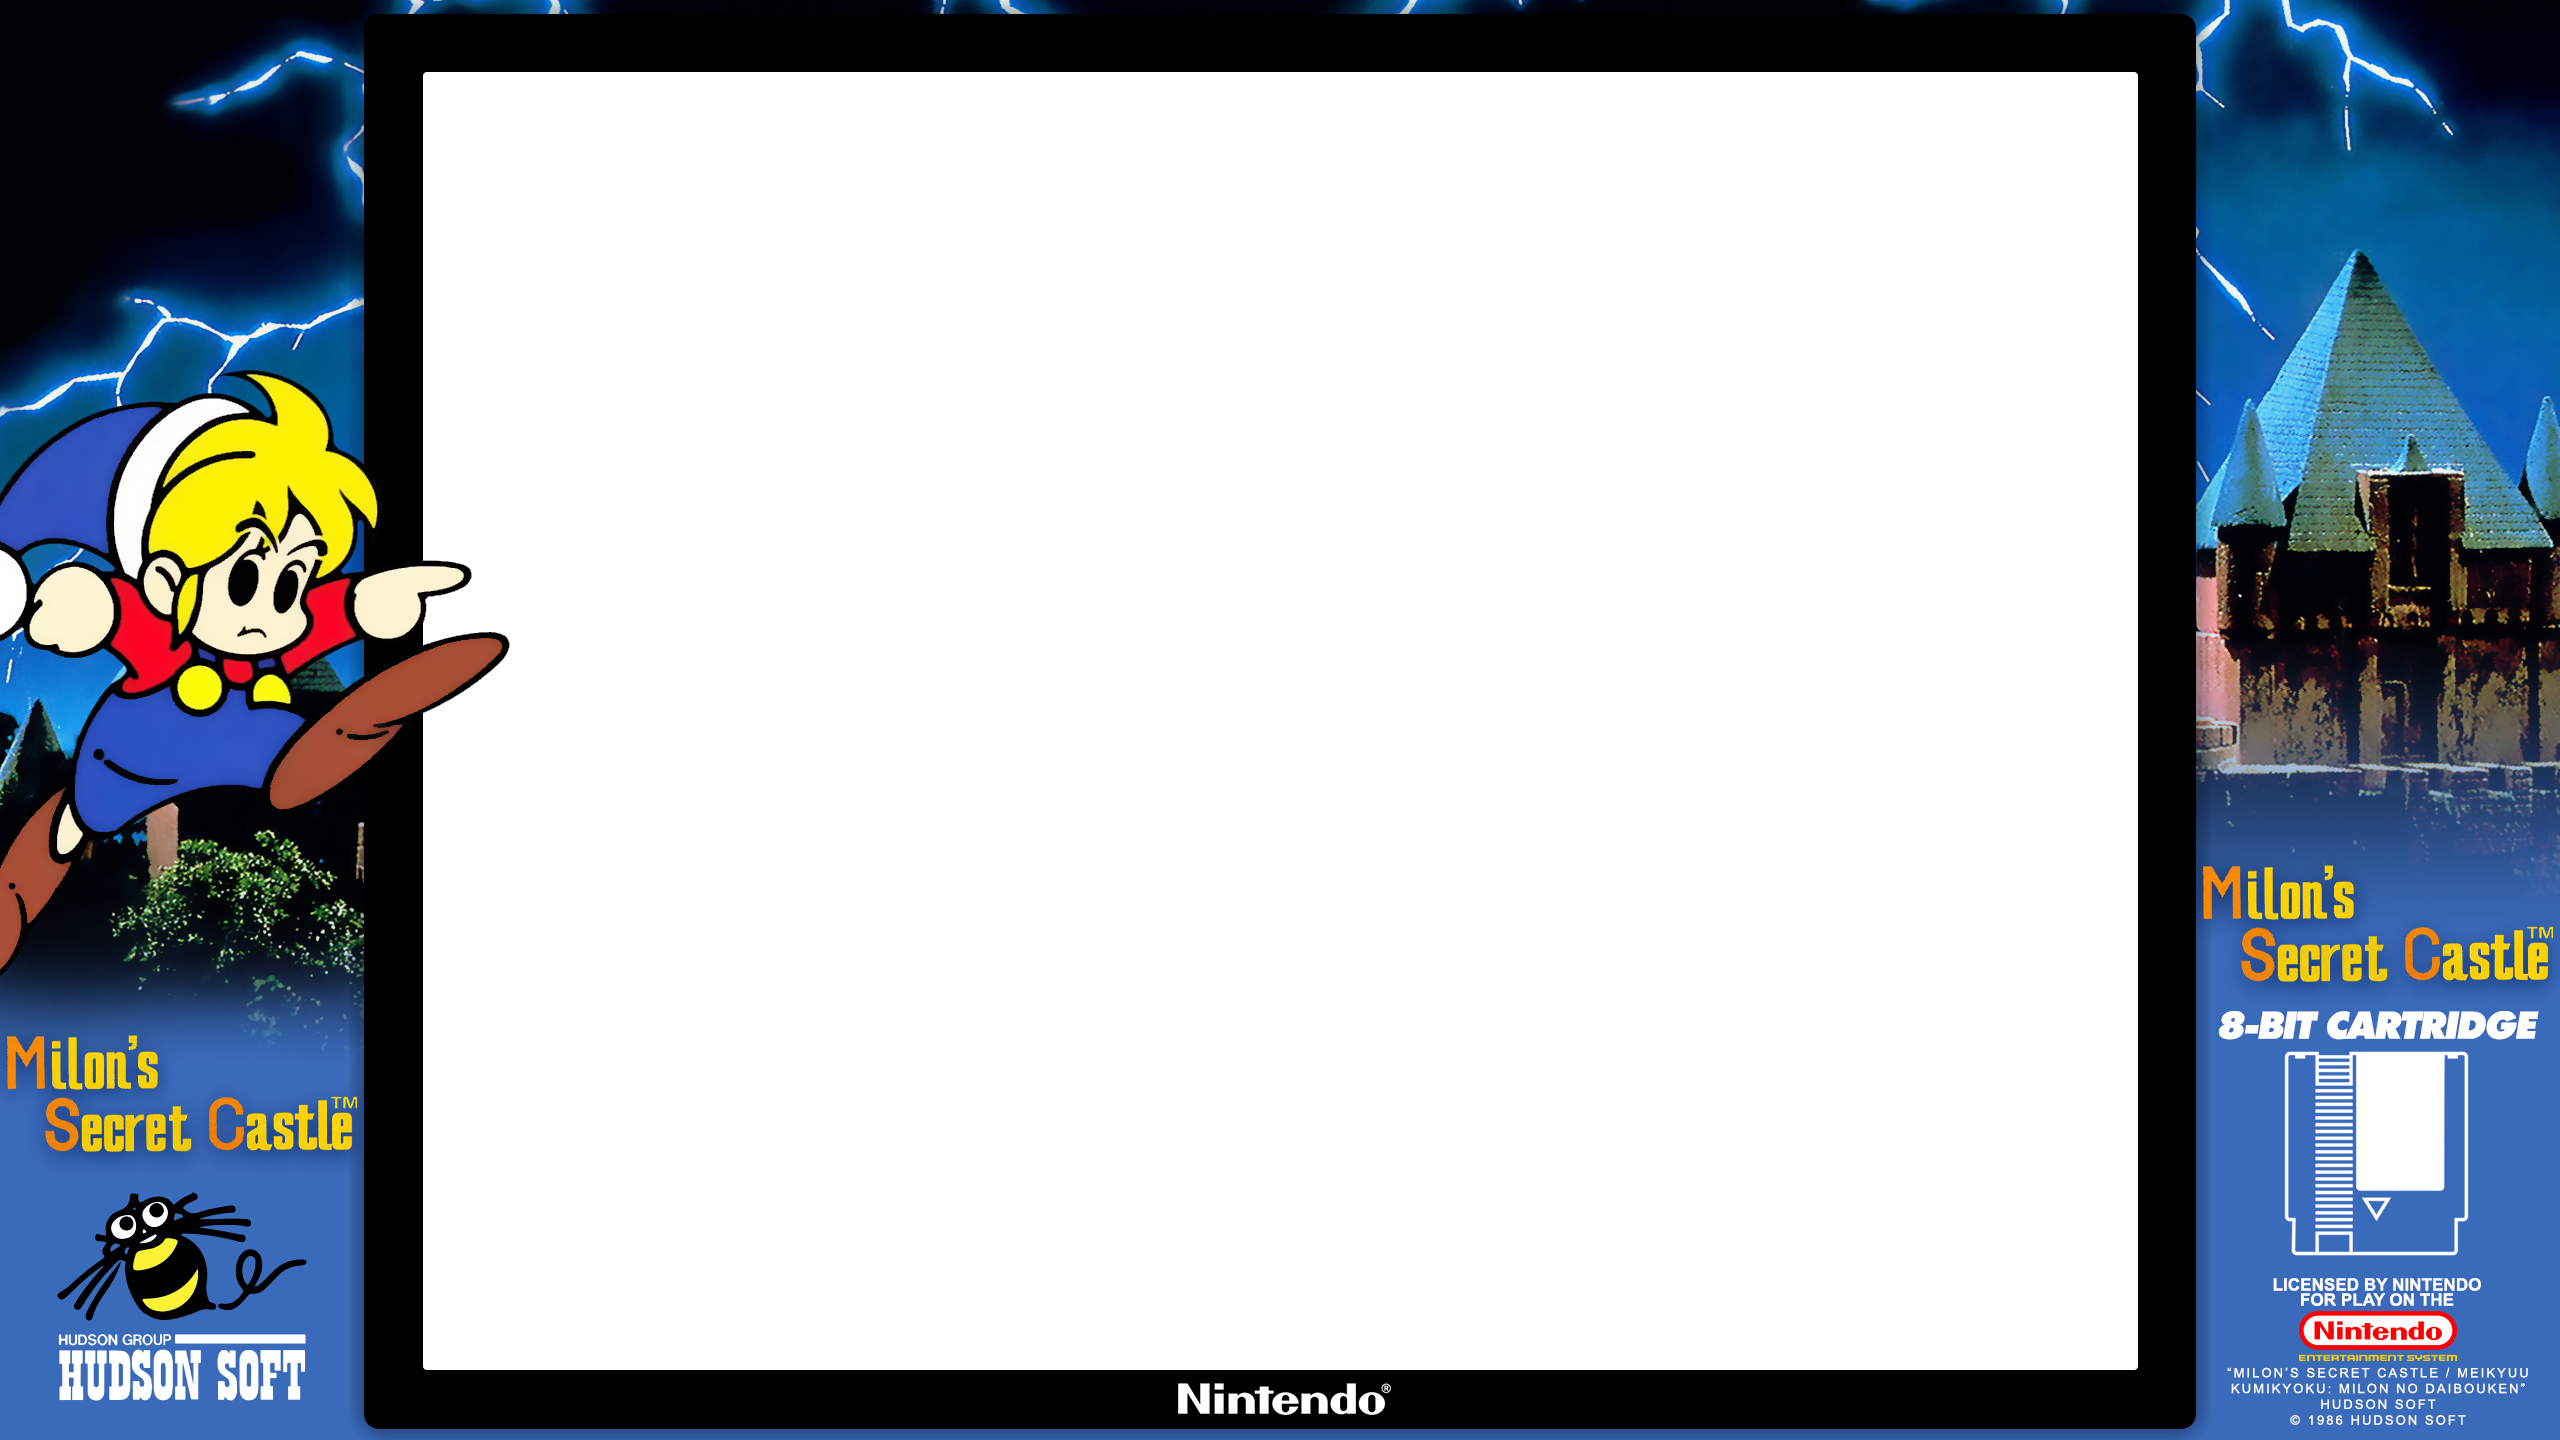 Milon's
Secret Castle™
HUDSON GROUP
HUDSON SOFT
Nintendo®
Milon's
Secret Castle™
8-BIT CARTRIDGE
LICENSED BY NINTENDO
FOR PLAY ON THE
Nintendo
ENTERTAINMENT SYSTEM
“MILON’S SECRET CASTLE / MEIKYUU
KUMIKYOKU: MILON NO DAIBOUKEN”
HUDSON SOFT
© 1986 HUDSON SOFT